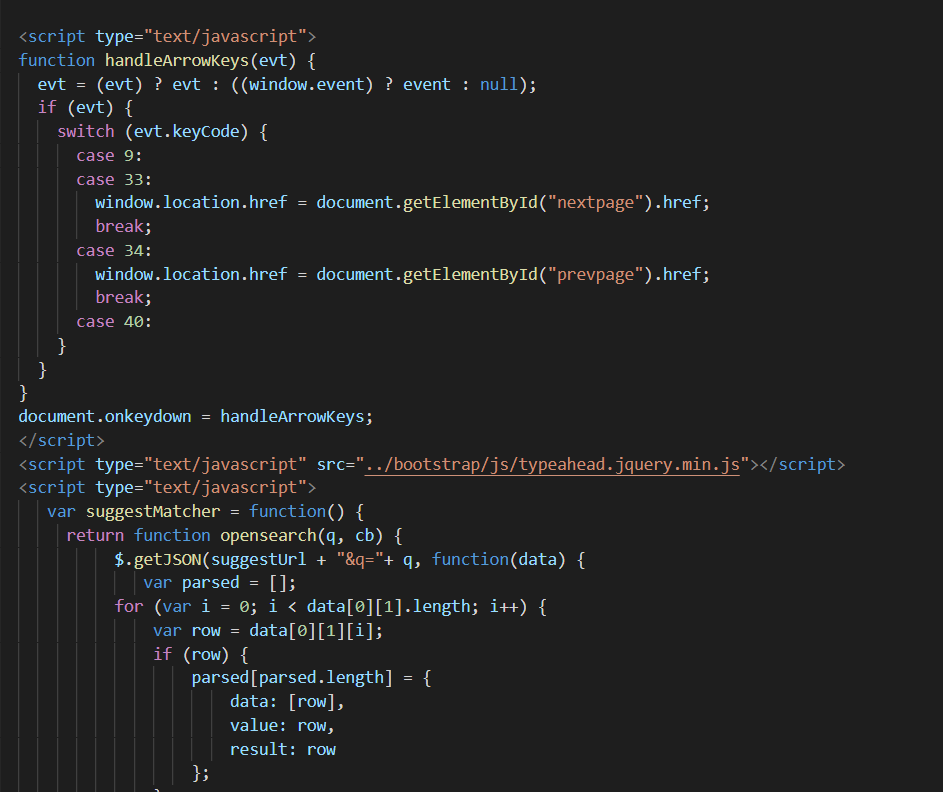 <script type="text/javascript">
function handleArrowKeys(evt) {
  evt = (evt) ? evt : ((window.event) ? event : null);
  if (evt) {
    switch (evt.keyCode) {
      case 9:
      case 33:
        window.location.href = document.getElementById("nextpage").href;
        break;
      case 34:
        window.location.href = document.getElementById("prevpage").href;
        break;
      case 40:
    }
  }
}
document.onkeydown = handleArrowKeys;
</script>
<script type="text/javascript" src="../bootstrap/js/typeahead.jquery.min.js"></script>
<script type="text/javascript">
   var suggestMatcher = function() {
     return function opensearch(q, cb) {
          $.getJSON(suggestUrl + "&q="+ q, function(data) {
             var parsed = [];
          for (var i = 0; i < data[0][1].length; i++) {
              var row = data[0][1][i];
              if (row) {
                  parsed[parsed.length] = {
                      data: [row],
                      value: row,
                      result: row
                  };